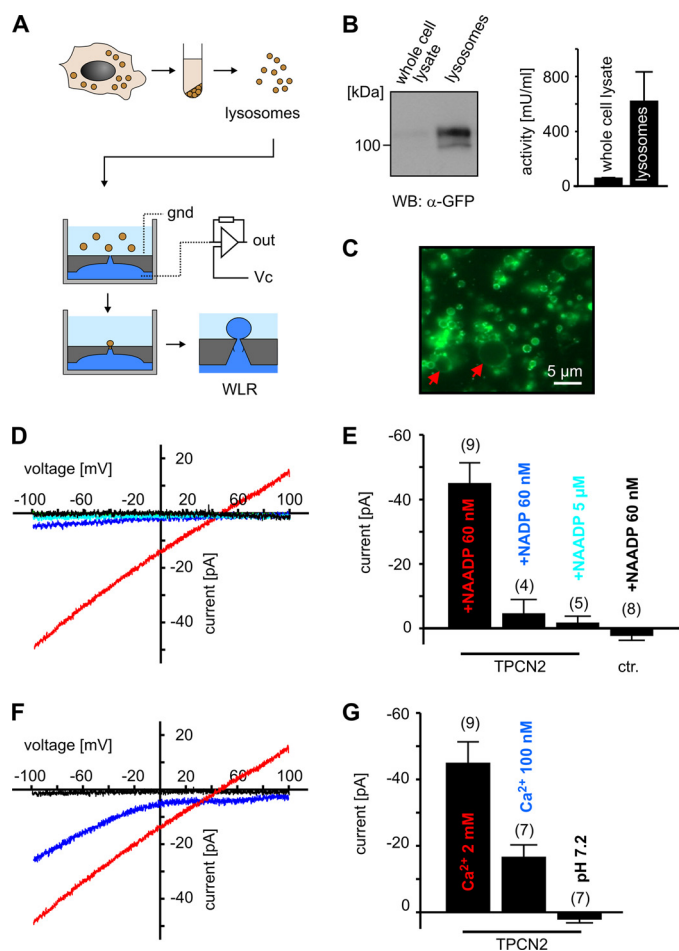 A
lysosomes
gnd
out
Vc
WLR
B
whole cell
lysate
lysosomes
[kDa]
100
WB: α-GFP
activity [mU/ml]
800
400
0
whole cell lysate
lysosomes
C
5 µm
D
voltage [mV]
-100
-60
-20
20
60
100
20
-20
-40
current [pA]
E
current [pA]
-60
-40
-20
0
(9)
(4)
(5)
(8)
+NAADP 60 nM
+NADP 60 nM
+NAADP 5 µM
+NAADP 60 nM
TPCN2
ctr.
F
voltage [mV]
-100
-60
-20
20
60
100
20
-20
-40
current [pA]
G
current [pA]
-60
-40
-20
0
(9)
(7)
(7)
Ca²⁺ 2 mM
Ca²⁺ 100 nM
pH 7.2
TPCN2